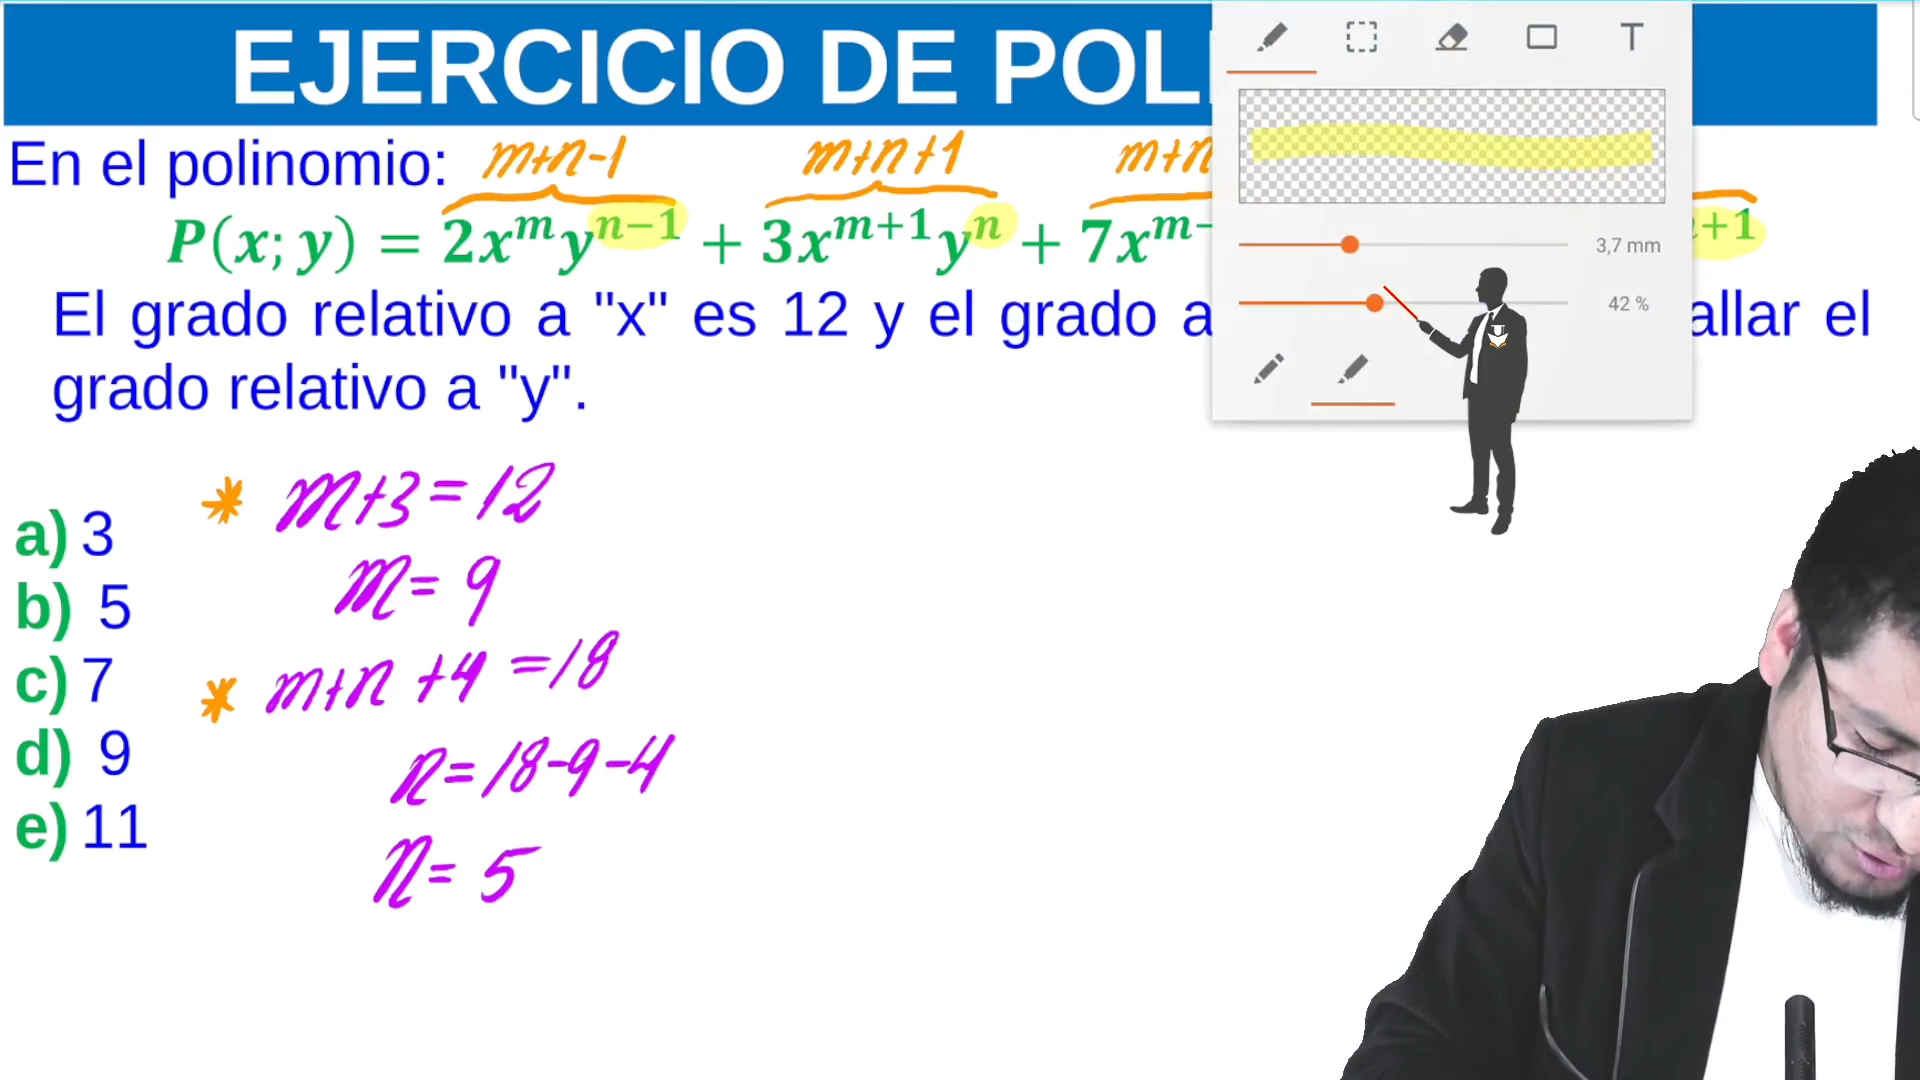 EJERCICIO DE POL
T
En el polinomio: m+n-1 m+n+1 m+n
P(x; y) = 2x^m y^{n-1} + 3x^{m+1} y^n + 7x^{m- +1
3,7 mm
42 %
El grado relativo a "x" es 12 y el grado a allar el
grado relativo a "y".
* m+3=12
a) 3
m= 9
b) 5
* m+n +4 =18
c) 7
n=18-9-4
d) 9
e) 11
n= 5